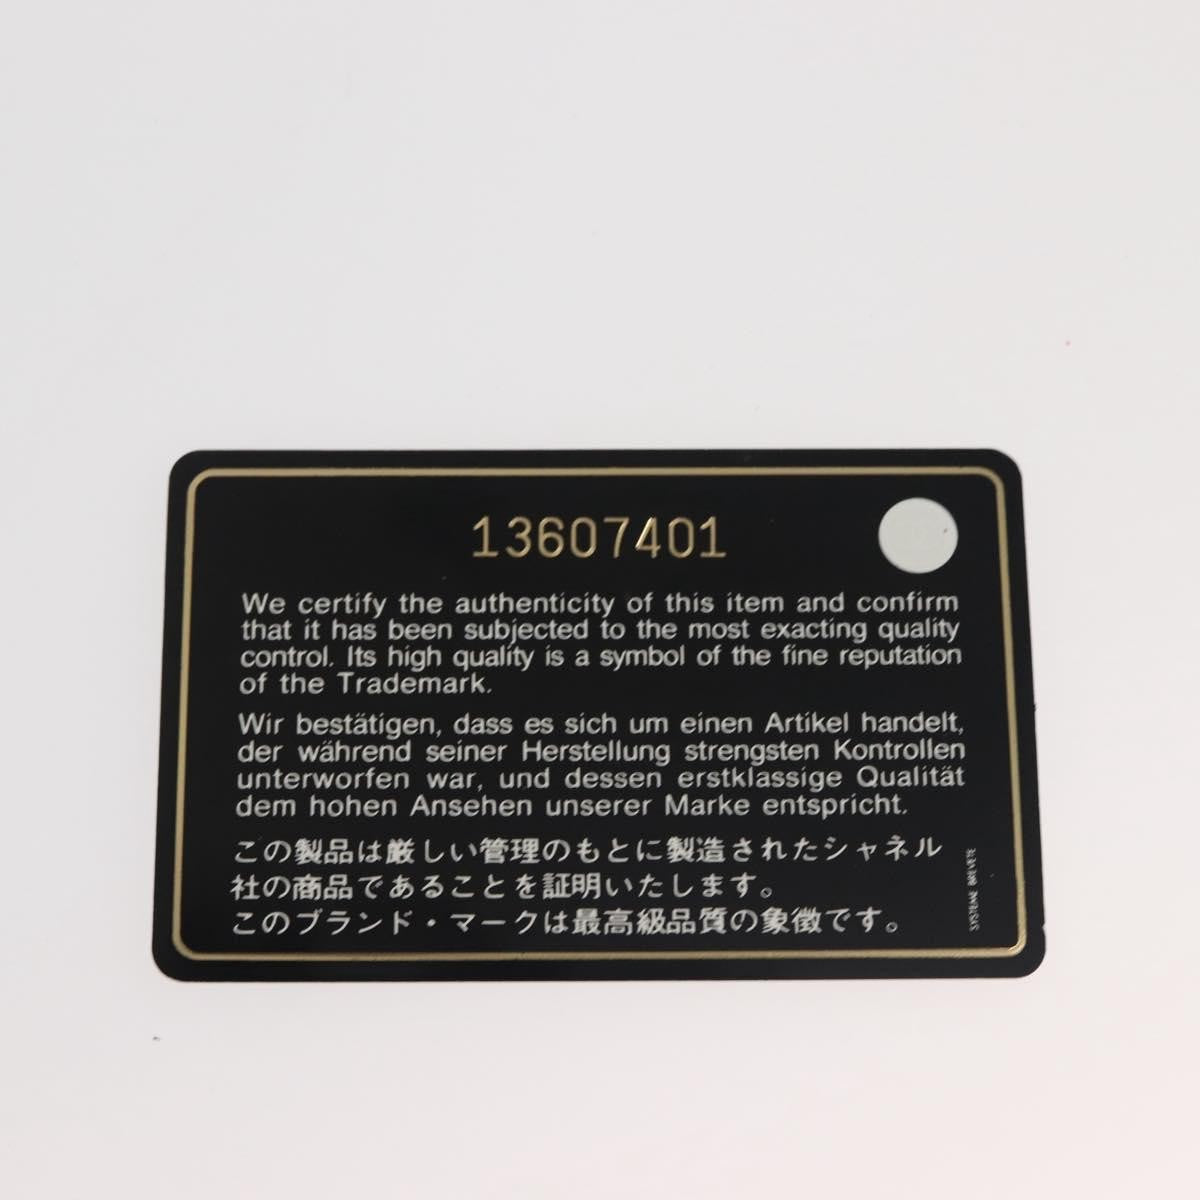 13607401
We certify the authenticity of this item and confirm
that it has been subjected to the most exacting quality
control. Its high quality is a symbol of the fine reputation
of the Trademark.
Wir bestätigen, dass es sich um einen Artikel handelt,
der während seiner Herstellung strengsten Kontrollen
unterworfen war, und dessen erstklassige Qualität
dem hohen Ansehen unserer Marke entspricht.
この製品は厳しい管理のもとに製造されたシャネル
社の商品であることを証明いたします。
このブランド・マークは最高級品質の象徴です。
SYSTEME BREVETE